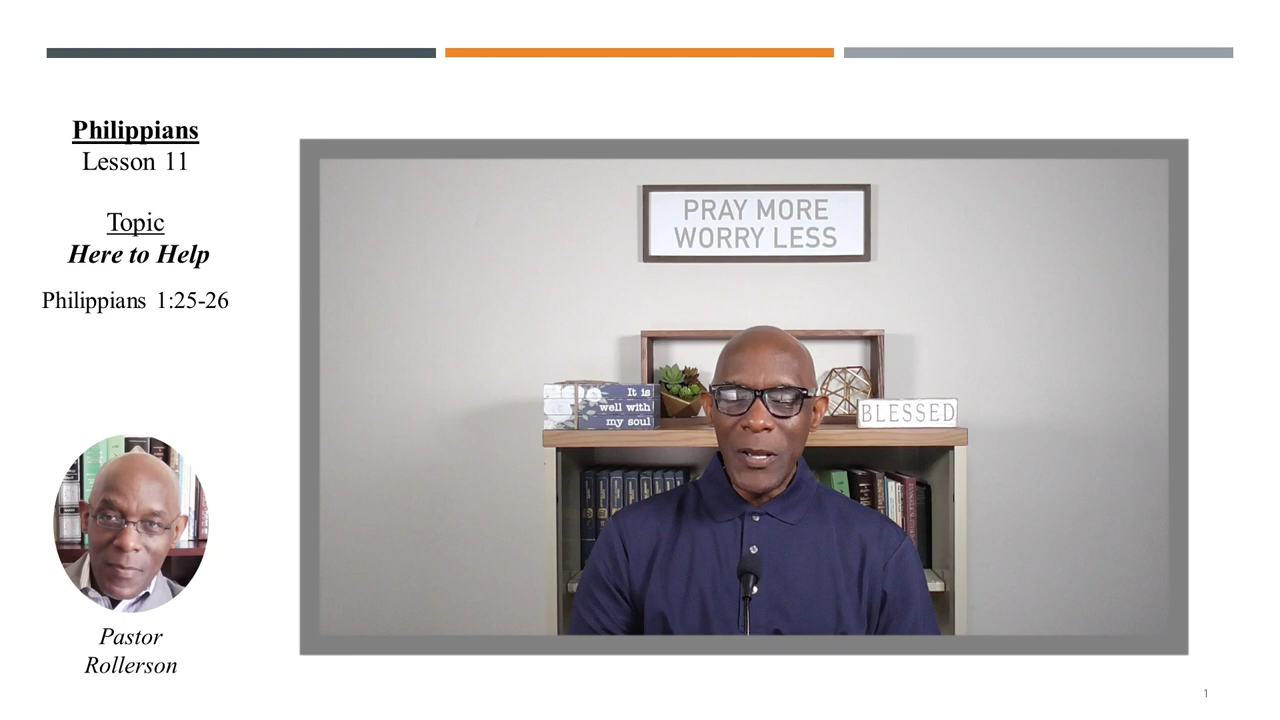 Philippians
Lesson 11
Topic
Here to Help
Philippians 1:25-26
Pastor
Rollerson
PRAY MORE
WORRY LESS
It is
well with
my soul
BLESSED
1